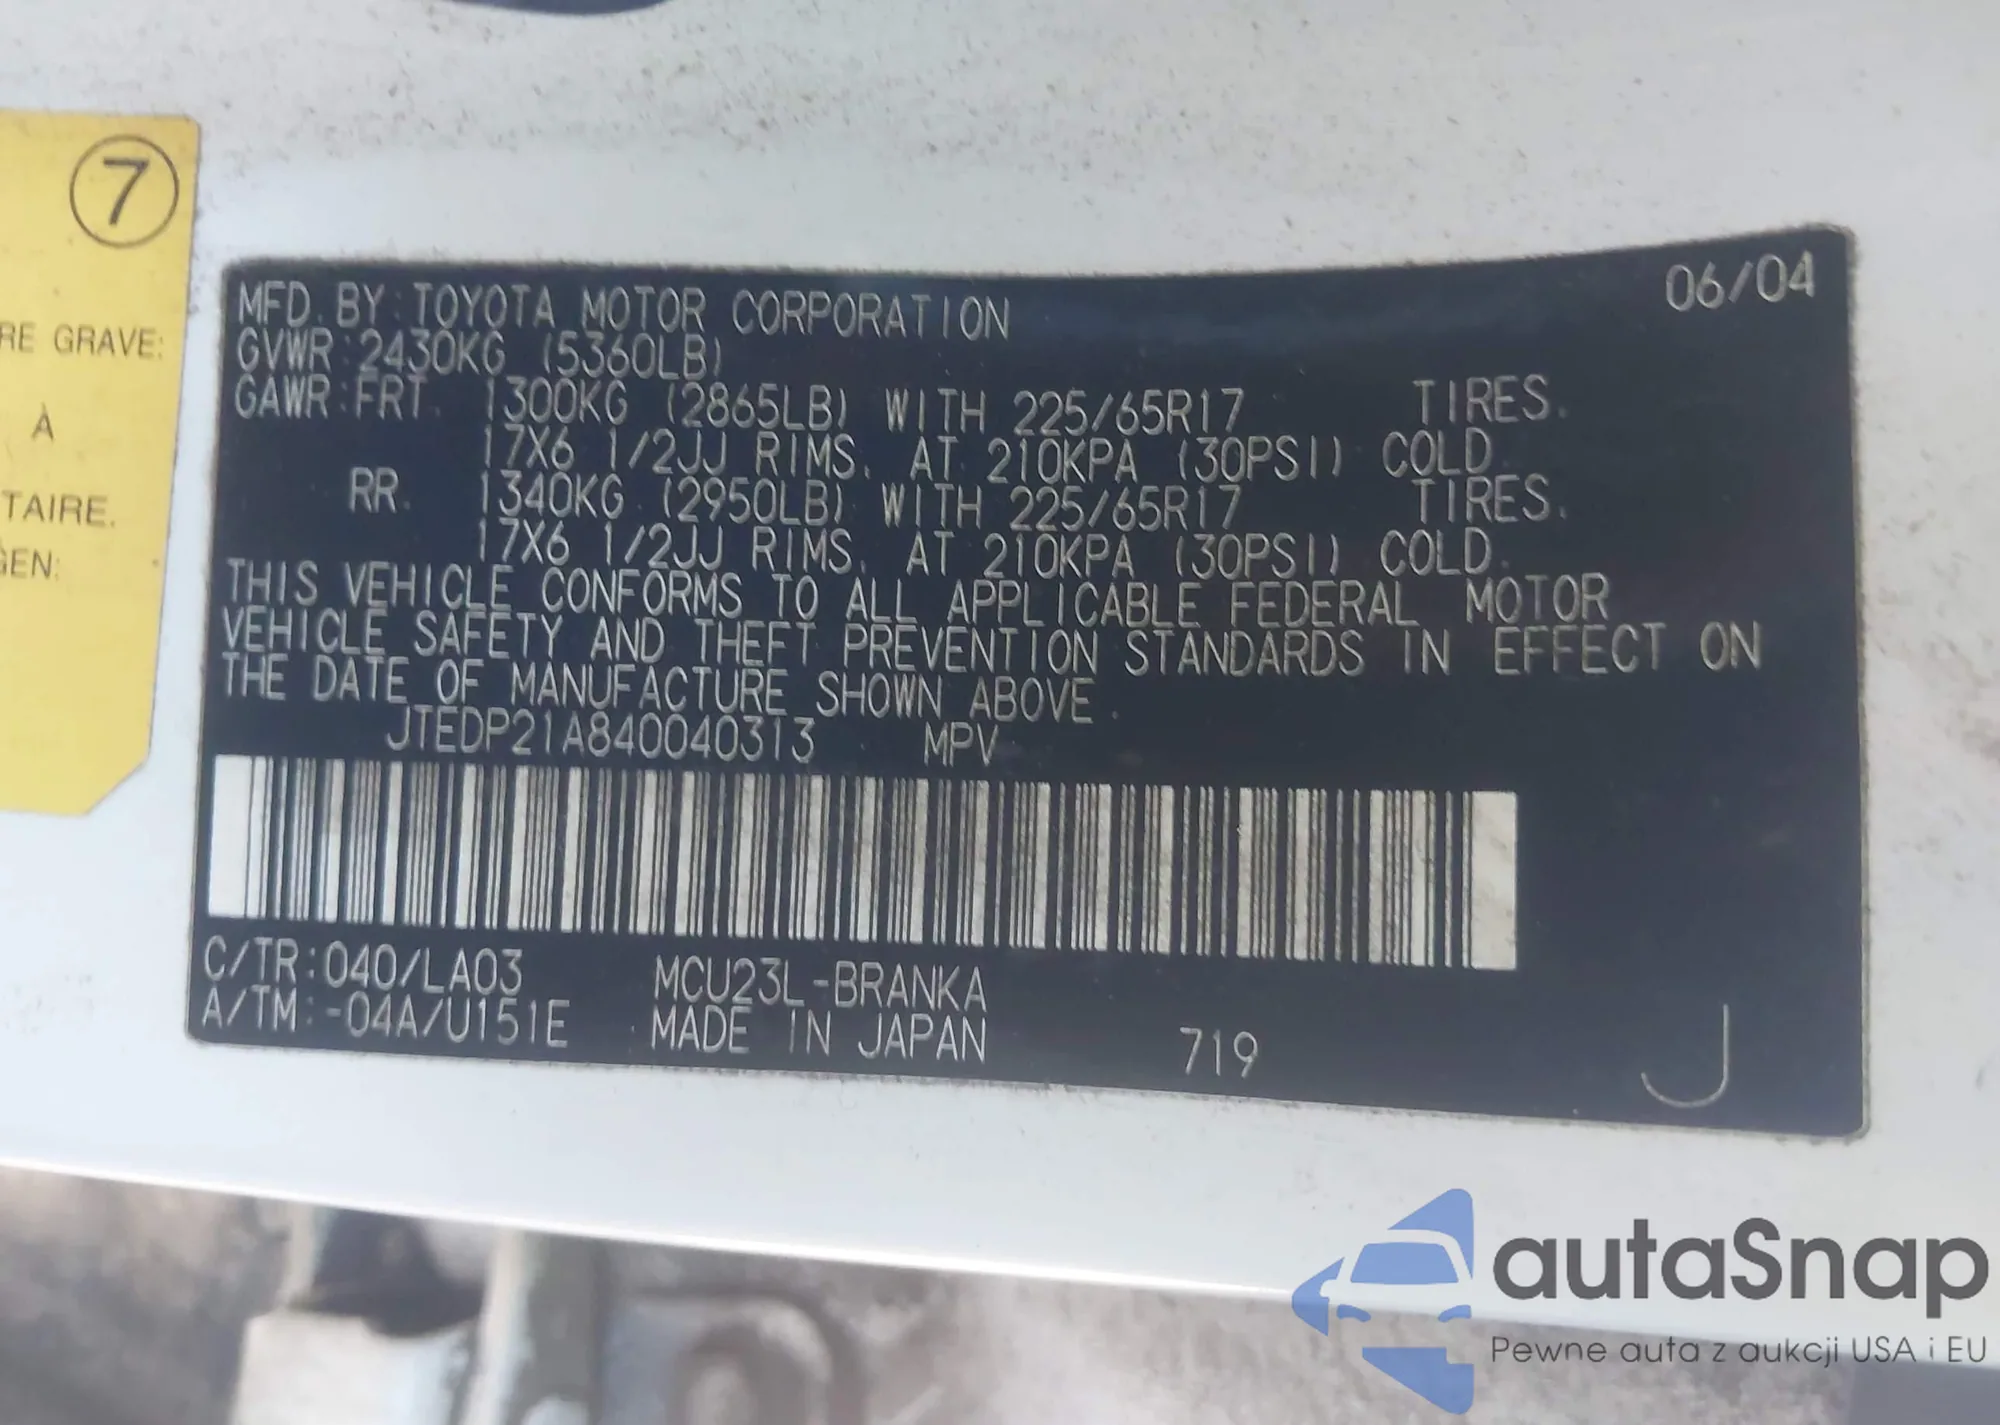 7
RE GRAVE:
À
TAIRE.
GEN:
06/04
MFD. BY: TOYOTA MOTOR CORPORATION
GVWR: 2430KG (5360LB)
GAWR: FRT. 1300KG (2865LB) WITH 225/65R17 TIRES.
17X6 1/2JJ RIMS. AT 210KPA (30PSI) COLD
RR. 1340KG (2950LB) WITH 225/65R17 TIRES.
17X6 1/2JJ RIMS. AT 210KPA (30PSI) COLD.
THIS VEHICLE CONFORMS TO ALL APPLICABLE FEDERAL MOTOR
VEHICLE SAFETY AND THEFT PREVENTION STANDARDS IN EFFECT ON
THE DATE OF MANUFACTURE SHOWN ABOVE.
JTEDP21A840040313 MPV
C/TR: 040/LA03 MCU23L-BRANKA
A/TM: -04A/U151E MADE IN JAPAN 719 J
autaSnap
Pewne auta z aukcji USA i EU